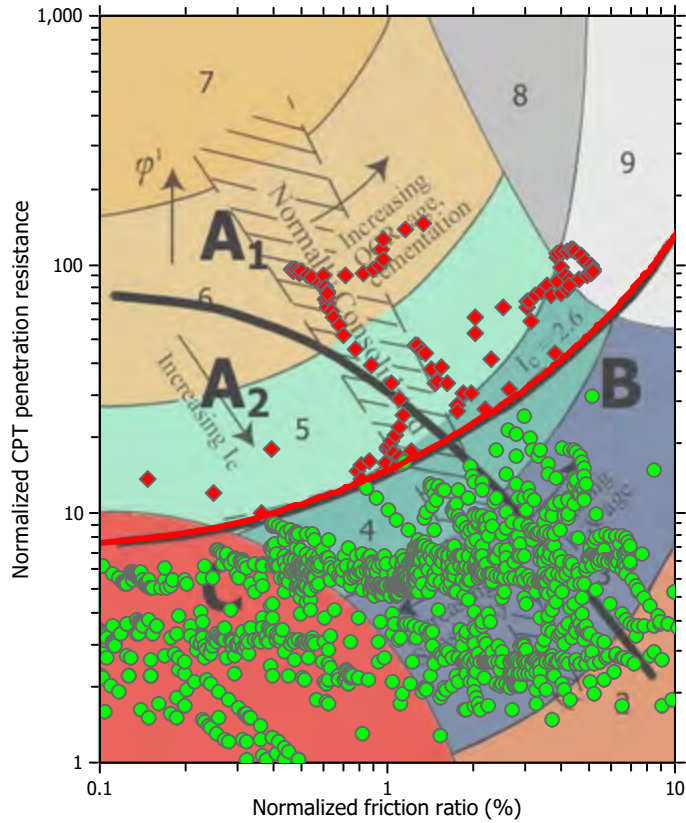 1,000
7
8
9
φ'
A1
Normally Consolidated
Increasing
OCR, age,
cementation
100
6
Increasing Ic
A2
5
Ic = 2.6
B
10
4
C
1
0.1
1
10
Normalized CPT penetration resistance
Normalized friction ratio (%)